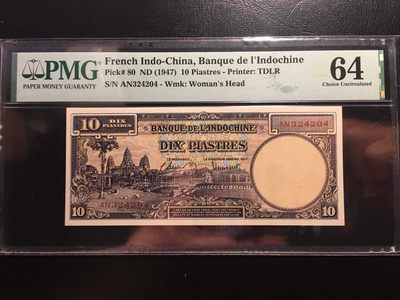 PMG
PAPER MONEY GUARANTY
French Indo-China, Banque de l'Indochine
Pick# 80 ND (1947) 10 Piastres - Printer: TDLR
S/N AN324204 - Wmk: Woman's Head
64
Choice Uncirculated
10
DIX
PIASTRES
BANQUE DE L'INDOCHINE
AN324204
DIX PIASTRES
AN324204
10
10